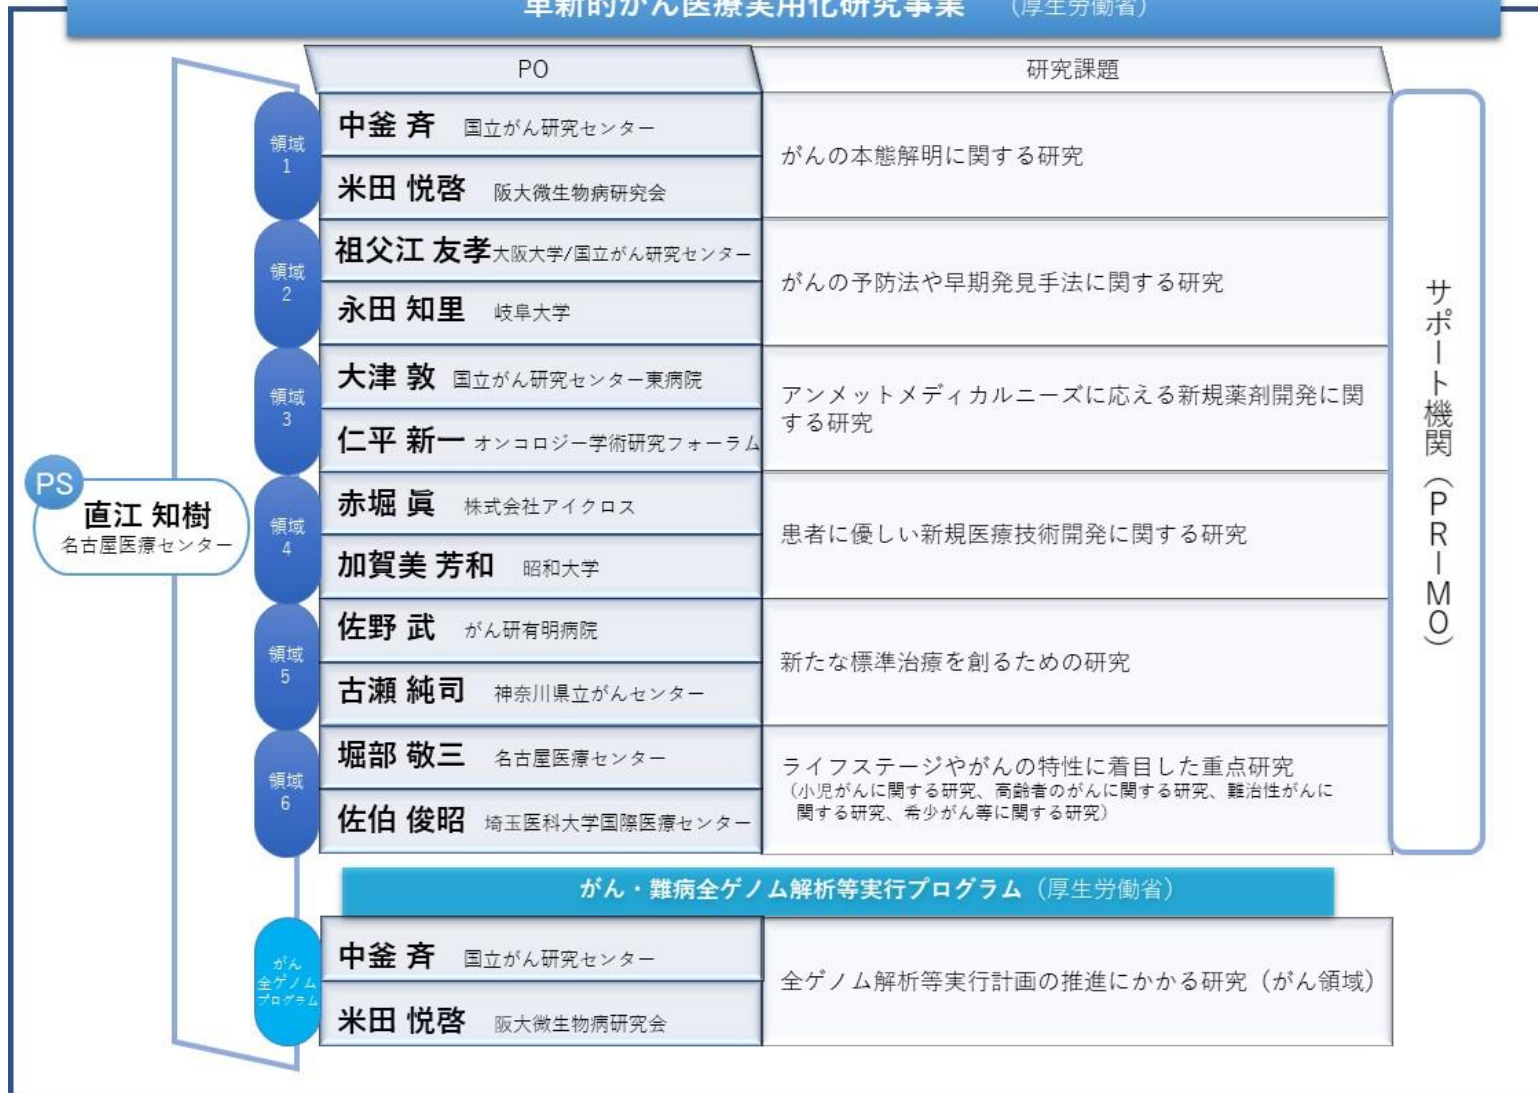 革新的がん医療実用化研究事業 (厚生労働省)
PO
研究課題
領域
1
中釜 斉 国立がん研究センター
米田 悦啓 阪大微生物病研究会
がんの本態解明に関する研究
領域
2
祖父江 友孝 大阪大学/国立がん研究センター
永田 知里 岐阜大学
がんの予防法や早期発見手法に関する研究
領域
3
大津 敦 国立がん研究センター東病院
仁平 新一 オンコロジー学術研究フォーラム
アンメットメディカルニーズに応える新規薬剤開発に関
する研究
PS
直江 知樹
名古屋医療センター
領域
4
赤堀 眞 株式会社アイクロス
加賀美 芳和 昭和大学
患者に優しい新規医療技術開発に関する研究
領域
5
佐野 武 がん研有明病院
古瀬 純司 神奈川県立がんセンター
新たな標準治療を創るための研究
領域
6
堀部 敬三 名古屋医療センター
佐伯 俊昭 埼玉医科大学国際医療センター
ライフステージやがんの特性に着目した重点研究
(小児がんに関する研究、高齢者のがんに関する研究、難治性がんに
関する研究、希少がん等に関する研究)
サポート機関(PRIMO)
がん・難病全ゲノム解析等実行プログラム(厚生労働省)
がん
全ゲノム
プログラム
中釜 斉 国立がん研究センター
米田 悦啓 阪大微生物病研究会
全ゲノム解析等実行計画の推進にかかる研究(がん領域)